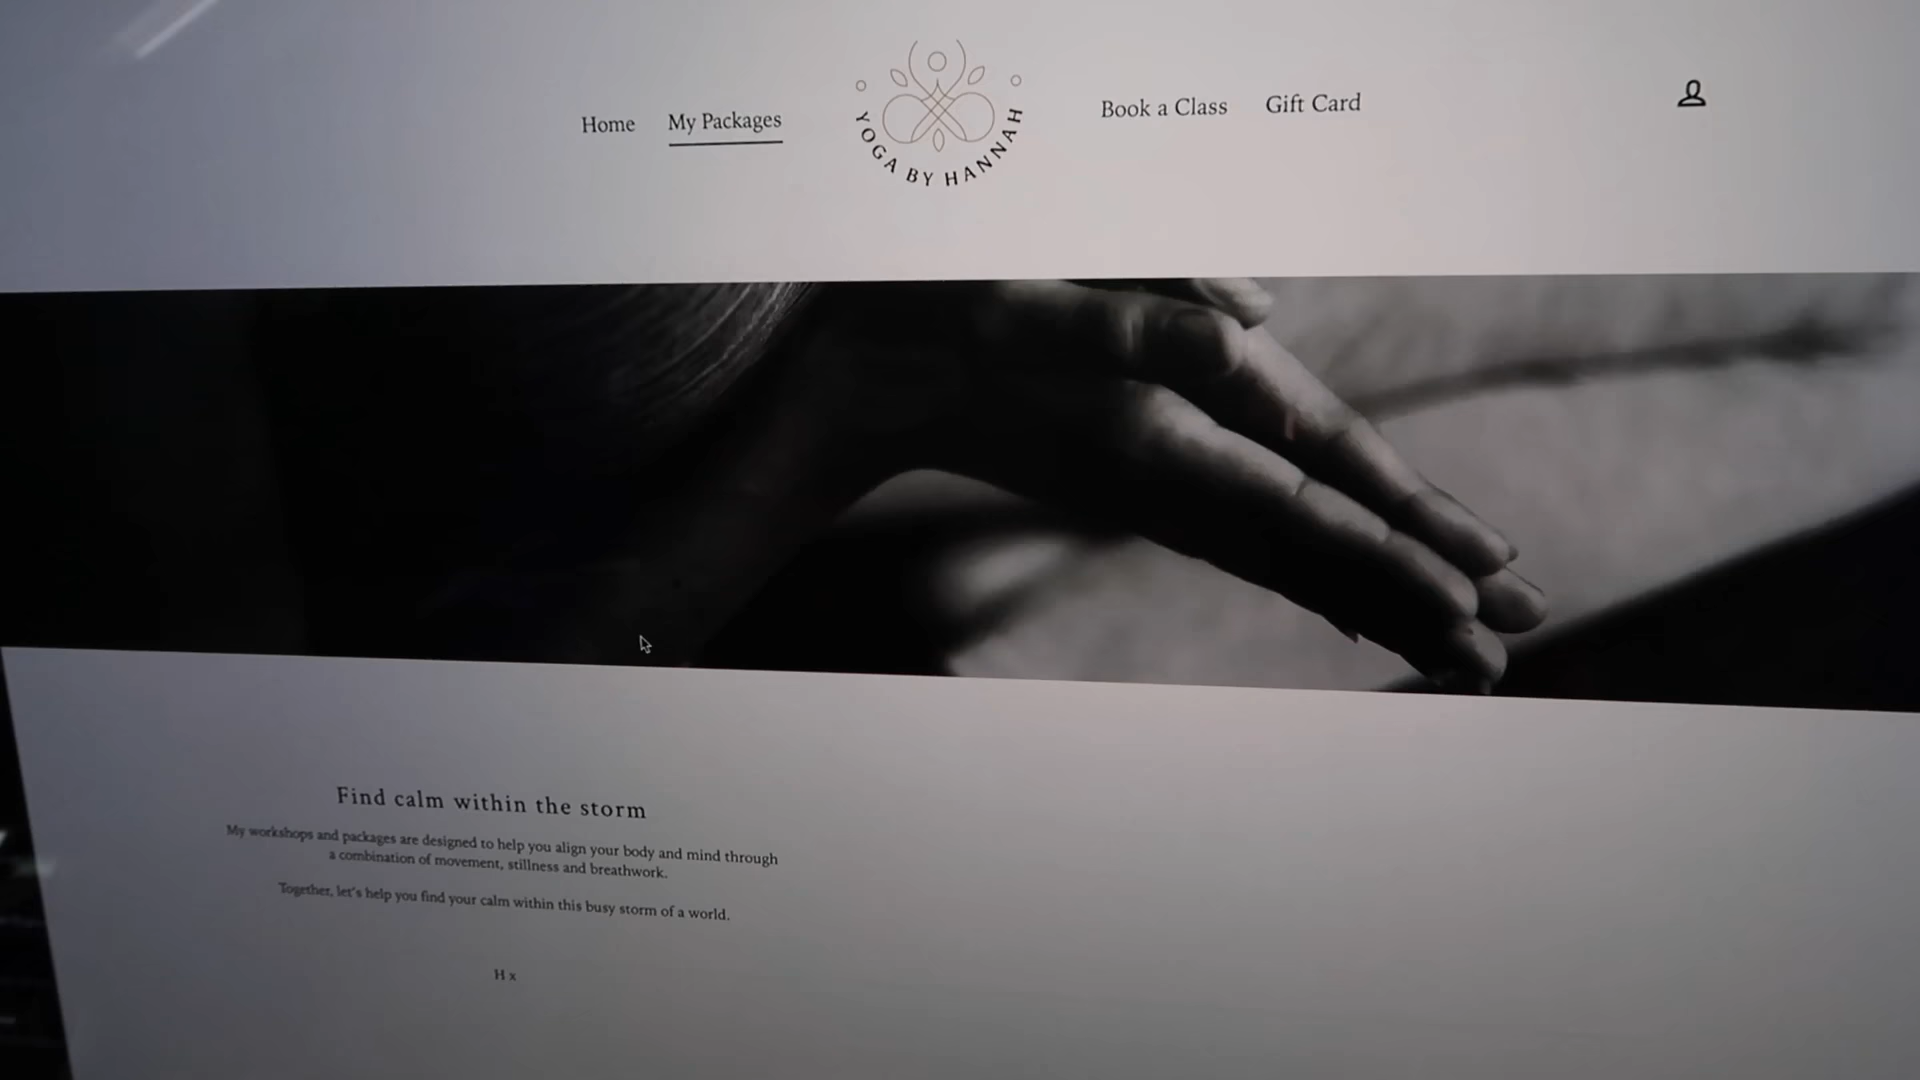 Home
My Packages
YOGA BY HANNAH
Book a Class
Gift Card
Find calm within the storm
My workshops and packages are designed to help you align your body and mind through
a combination of movement, stillness and breathwork.
Together, let's help you find your calm within this busy storm of a world.
H x